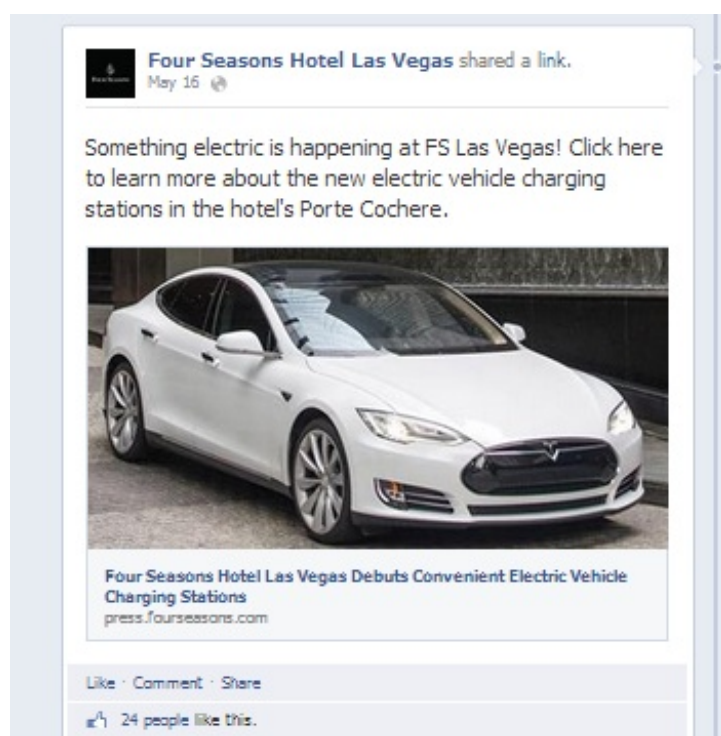 Four Seasons Hotel Las Vegas shared a link.
May 16
Something electric is happening at FS Las Vegas! Click here
to learn more about the new electric vehicle charging
stations in the hotel's Porte Cochere.
Four Seasons Hotel Las Vegas Debuts Convenient Electric Vehicle
Charging Stations
press.fourseasons.com
Like · Comment · Share
24 people like this.